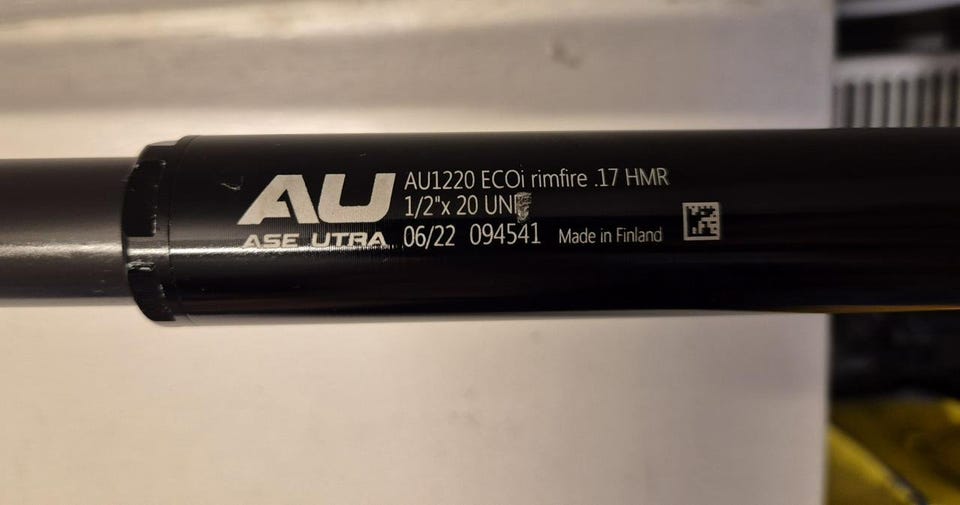 AU
ASE UTRA
AU1220 ECOi rimfire .17 HMR
1/2"x 20 UN
06/22 094541 Made in Finland